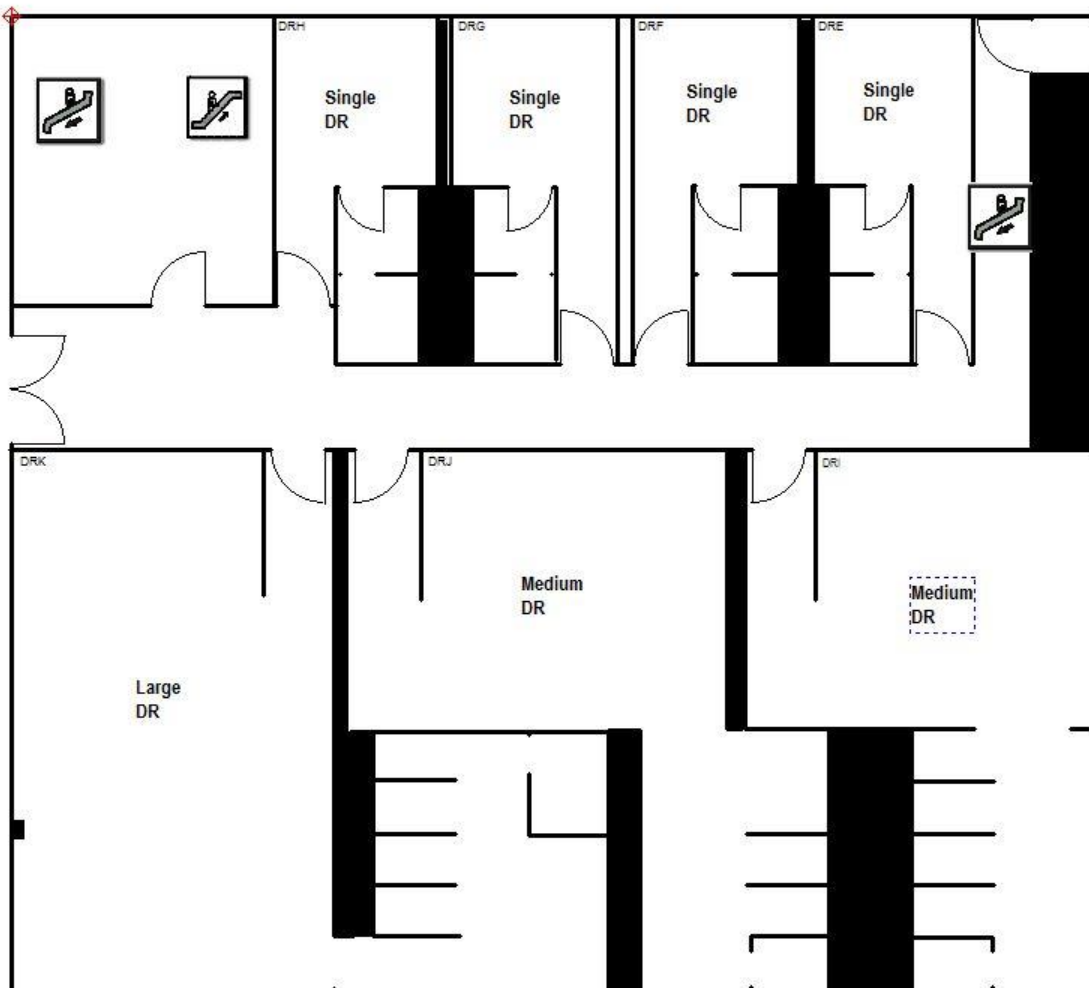 DRH
DRG
DRF
DRE
Single
DR
Single
DR
Single
DR
Single
DR
DRK
DRJ
DRI
Medium
DR
Medium
DR
Large
DR